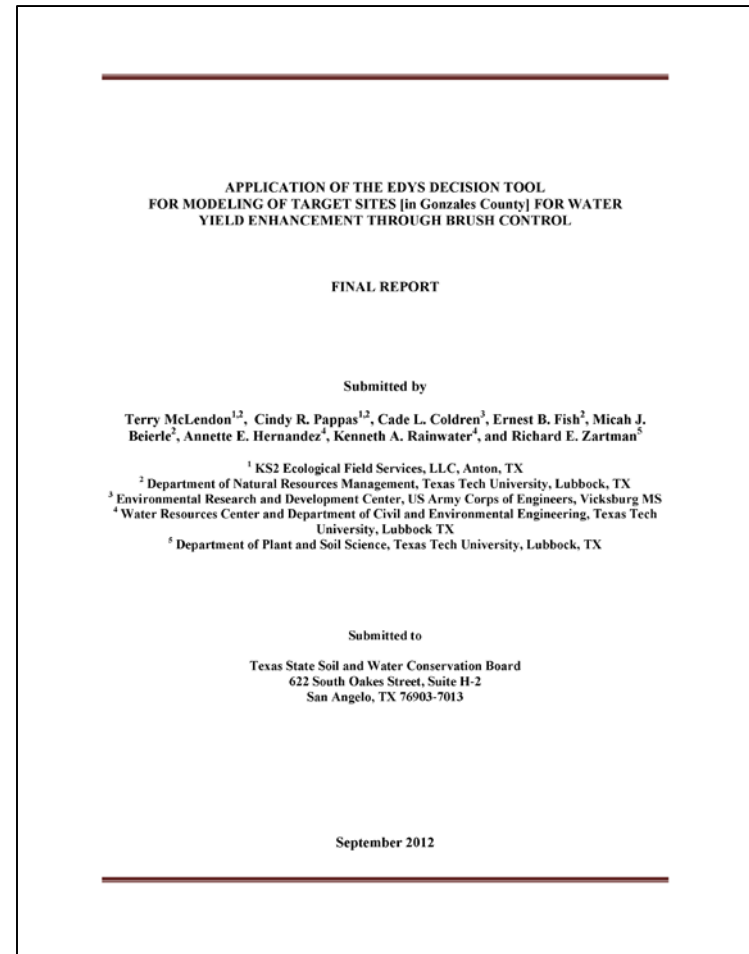 APPLICATION OF THE EDYS DECISION TOOL
FOR MODELING OF TARGET SITES [in Gonzales County] FOR WATER
YIELD ENHANCEMENT THROUGH BRUSH CONTROL
FINAL REPORT
Submitted by
Terry McLendon1,2, Cindy R. Pappas1,2, Cade L. Coldren3, Ernest B. Fish2, Micah J.
Beierle2, Annette E. Hernandez4, Kenneth A. Rainwater4, and Richard E. Zartman5
1 KS2 Ecological Field Services, LLC, Anton, TX
2 Department of Natural Resources Management, Texas Tech University, Lubbock, TX
3 Environmental Research and Development Center, US Army Corps of Engineers, Vicksburg MS
4 Water Resources Center and Department of Civil and Environmental Engineering, Texas Tech
University, Lubbock TX
5 Department of Plant and Soil Science, Texas Tech University, Lubbock, TX
Submitted to
Texas State Soil and Water Conservation Board
622 South Oakes Street, Suite H-2
San Angelo, TX 76903-7013
September 2012